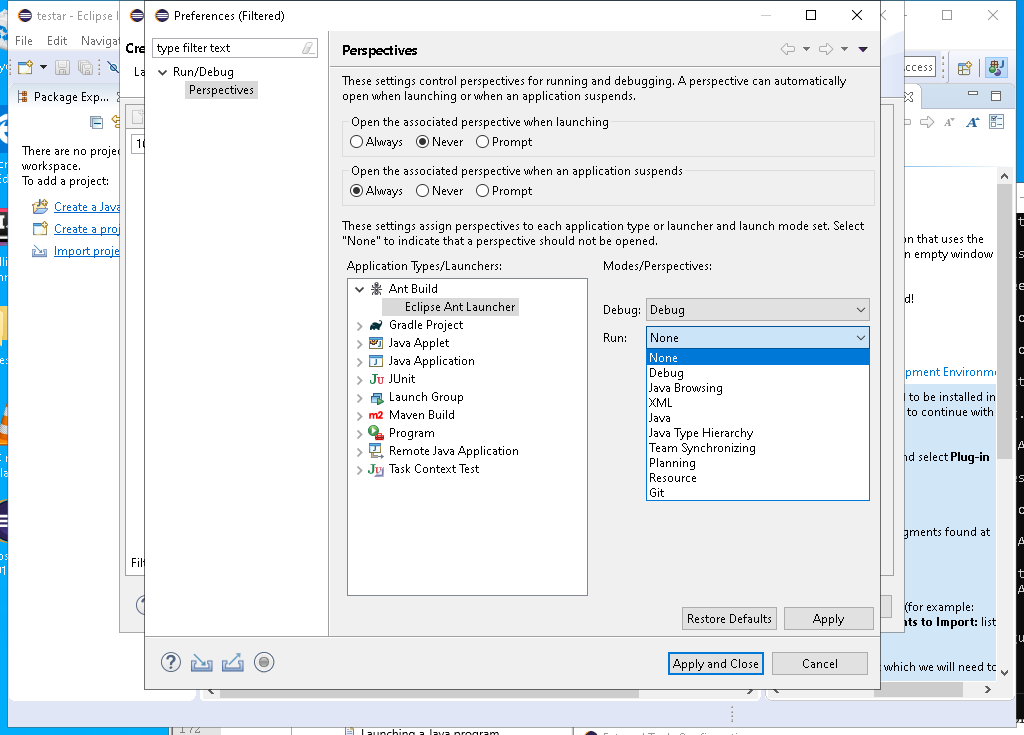 testar - Eclipse I
File Edit Navigat
Package Exp...
There are no projec
workspace.
To add a project:
Create a Java
Create a proj
Import proje
Cre
La
10
Filt
Preferences (Filtered)
type filter text
Run/Debug
Perspectives
Perspectives
These settings control perspectives for running and debugging. A perspective can automatically
open when launching or when an application suspends.
Open the associated perspective when launching
Always Never Prompt
Open the associated perspective when an application suspends
Always Never Prompt
These settings assign perspectives to each application type or launcher and launch mode set. Select
"None" to indicate that a perspective should not be opened.
Application Types/Launchers:
Ant Build
Eclipse Ant Launcher
Gradle Project
Java Applet
Java Application
JUnit
Launch Group
Maven Build
Program
Remote Java Application
Task Context Test
Modes/Perspectives:
Debug: Debug
Run: None
None
Debug
Java Browsing
XML
Java
Java Type Hierarchy
Team Synchronizing
Planning
Resource
Git
Restore Defaults
Apply
Apply and Close
Cancel
ccess
on that uses the
n empty window
d!
pment Environme
l to be installed in
to continue with
nd select Plug-in
gments found at
(for example:
nts to Import: list
which we will need to
172
Launching a Java program